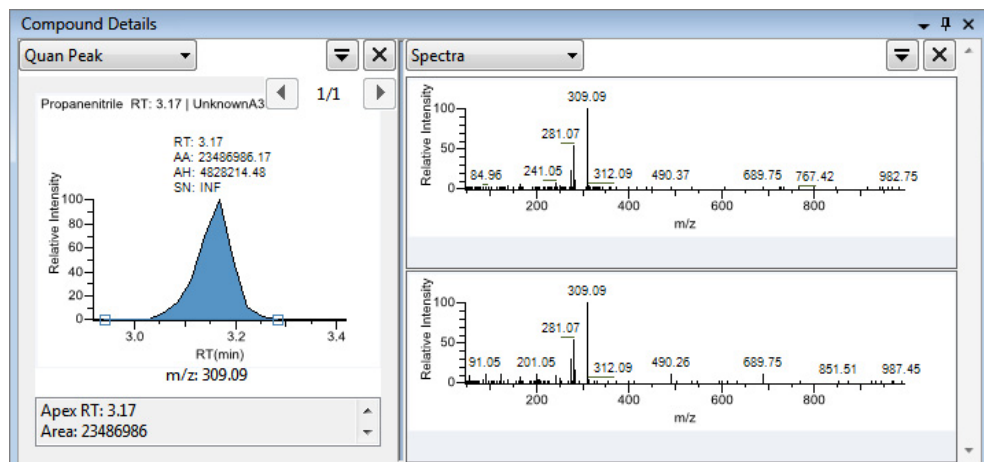 Compound Details
Quan Peak
1/1
Propanenitrile RT: 3.17 | UnknownA3
RT: 3.17
AA: 23486986.17
AH: 4828214.48
SN: INF
Relative Intensity
100
80
60
40
20
0
3.0 3.2 3.4
RT(min)
m/z: 309.09
Apex RT: 3.17
Area: 23486986
Spectra
Relative Intensity
100
50
0
309.09
281.07
84.96 241.05 312.09 490.37 689.75 767.42 982.75
200 400 600 800
m/z
Relative Intensity
100
50
0
309.09
281.07
91.05 201.05 312.09 490.26 689.75 851.51 987.45
200 400 600 800
m/z